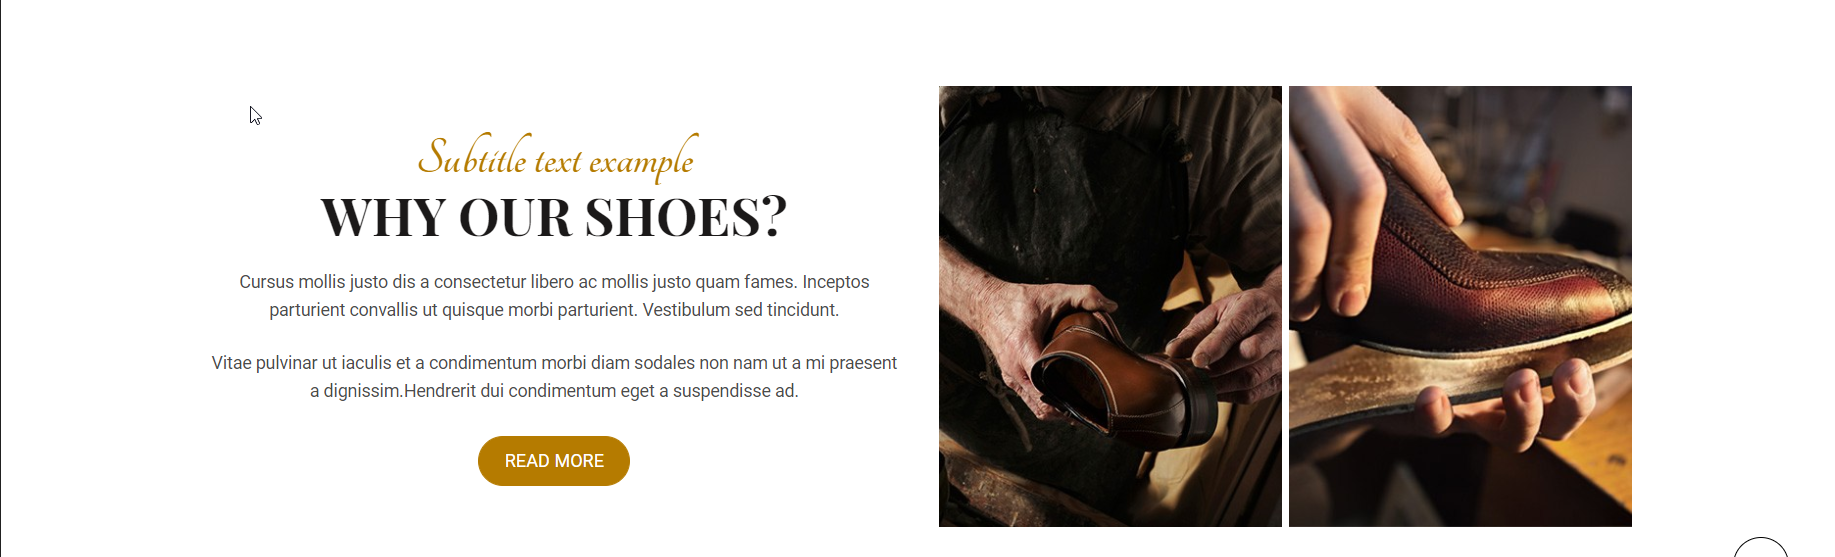 Subtitle text example
WHY OUR SHOES?
Cursus mollis justo dis a consectetur libero ac mollis justo quam fames. Inceptos
parturient convallis ut quisque morbi parturient. Vestibulum sed tincidunt.
Vitae pulvinar ut iaculis et a condimentum morbi diam sodales non nam ut a mi praesent
a dignissim.Hendrerit dui condimentum eget a suspendisse ad.
READ MORE